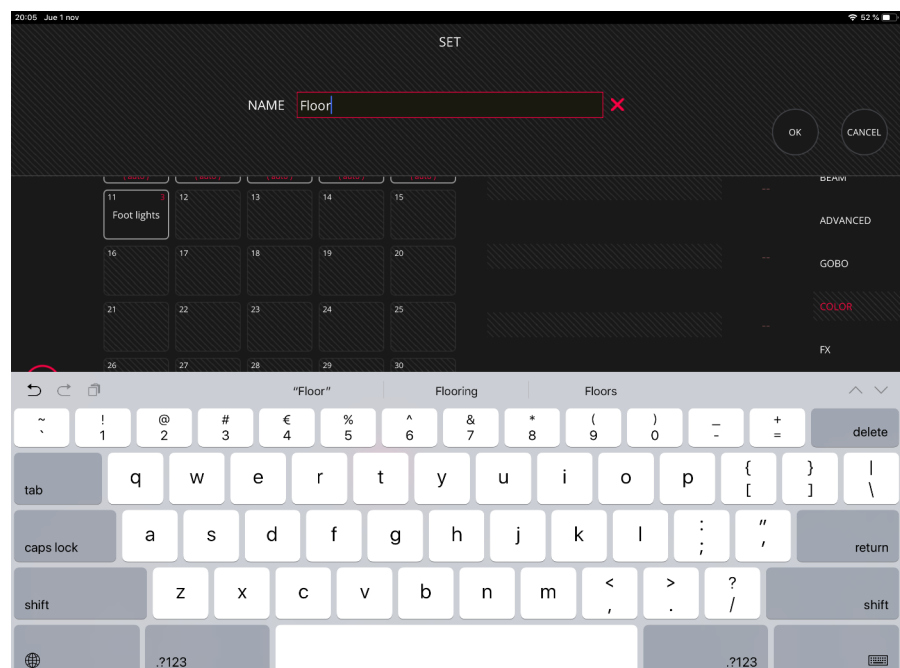 20:05 Jue 1 nov 52 %
SET
NAME Floor
OK CANCEL
BEAM
11 3 12 13 14 15
Foot lights
ADVANCED
16 17 18 19 20
GOBO
21 22 23 24 25
COLOR
FX
26 27 28 29 30
“Floor” Flooring Floors
~ ! @ # € % ^ & * ( ) _ +
` 1 2 3 4 5 6 7 8 9 0 - = delete
tab q w e r t y u i o p { } |
[ ] \
caps lock a s d f g h j k l : "
; ' return
shift z x c v b n m < > ?
, . / shift
.?123 .?123